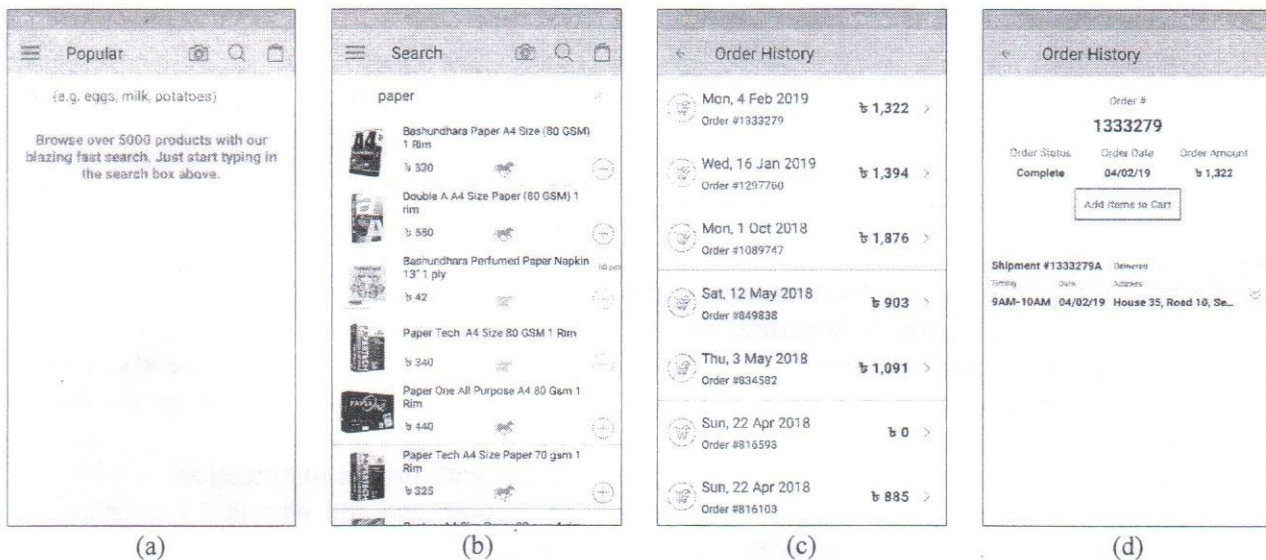 Popular
(e.g. eggs, milk, potatoes)
Browse over 5000 products with our
blazing fast search. Just start typing in
the search box above.
(a)
Search
paper
Bashundhara Paper A4 Size (80 GSM)
1 Rim
৳ 330
Double A A4 Size Paper (80 GSM) 1
rim
৳ 550
Bashundhara Perfumed Paper Napkin
13" 1 ply
৳ 42
Paper Tech A4 Size 80 GSM 1 Rim
৳ 340
Paper One All Purpose A4 80 Gsm 1
Rim
৳ 440
Paper Tech A4 Size Paper 70 gsm 1
Rim
৳ 325
(b)
Order History
Mon, 4 Feb 2019
Order #1333279
৳ 1,322
Wed, 16 Jan 2019
Order #1297760
৳ 1,394
Mon, 1 Oct 2018
Order #1089747
৳ 1,876
Sat, 12 May 2018
Order #849838
৳ 903
Thu, 3 May 2018
Order #834582
৳ 1,091
Sun, 22 Apr 2018
Order #816593
৳ 0
Sun, 22 Apr 2018
Order #816103
৳ 885
(c)
Order History
Order #
1333279
Order Status Order Date Order Amount
Complete 04/02/19 ৳ 1,322
Add Items to Cart
Shipment #1333279A Delivered
Timing Date Address
9AM-10AM 04/02/19 House 35, Road 10, Se...
(d)